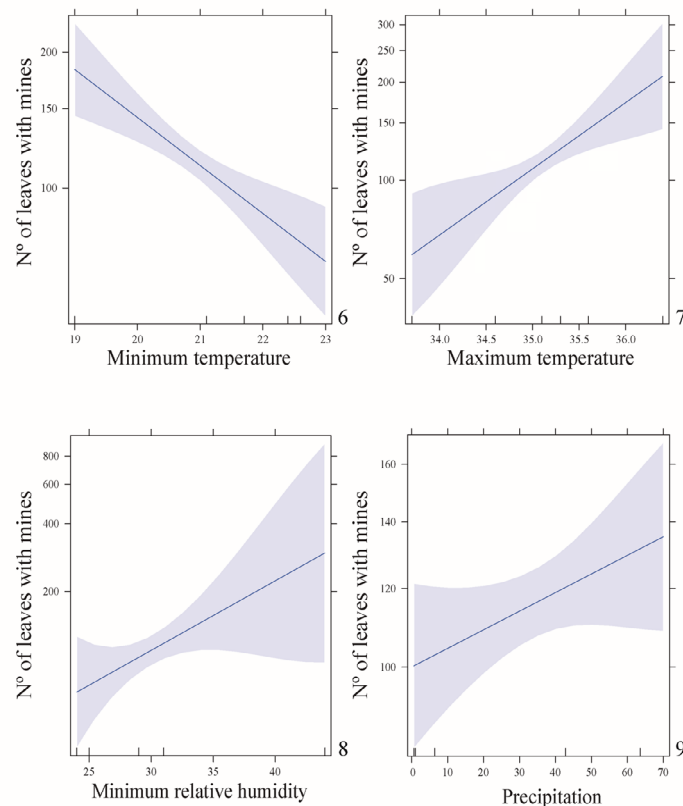 200
150
100
Nº of leaves with mines
19 20 21 22 23
Minimum temperature
6
300
250
200
150
100
50
Nº of leaves with mines
34.0 34.5 35.0 35.5 36.0
Maximum temperature
7
800
600
400
200
Nº of leaves with mines
25 30 35 40
Minimum relative humidity
8
160
140
120
100
Nº of leaves with mines
0 10 20 30 40 50 60 70
Precipitation
9